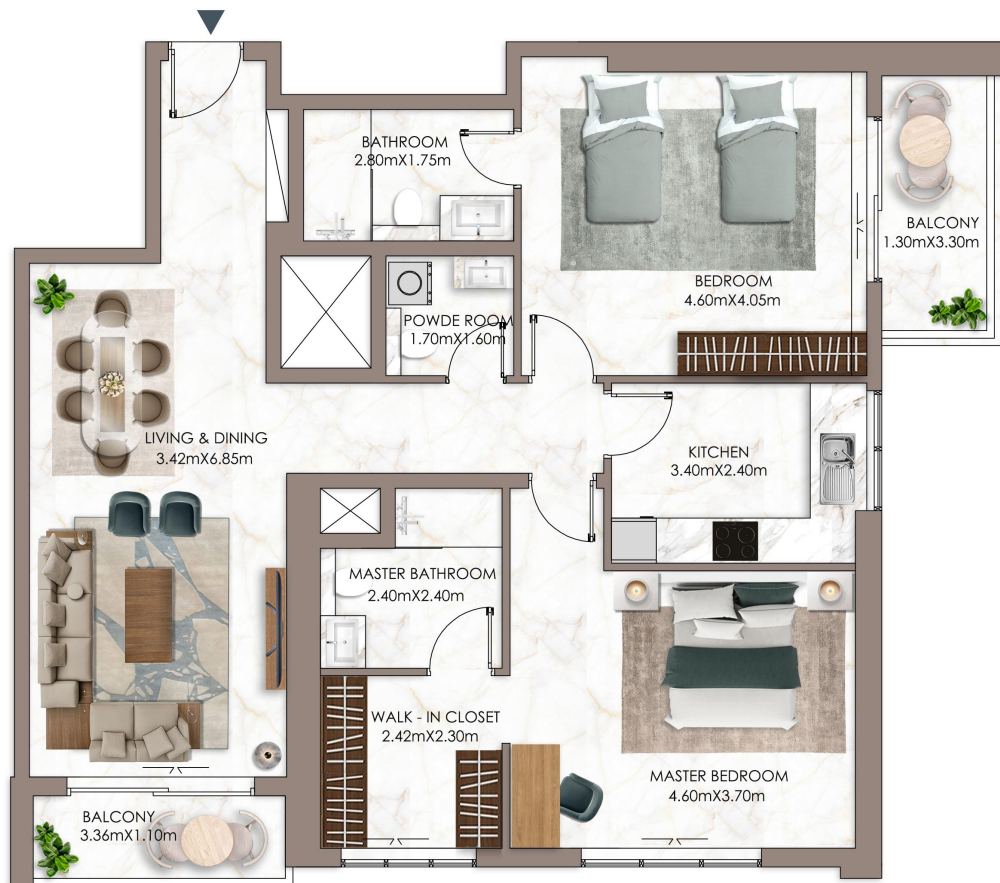 BATHROOM
2.80mX1.75m
BALCONY
1.30mX3.30m
BEDROOM
4.60mX4.05m
POWDE ROOM
1.70mX1.60m
LIVING & DINING
3.42mX6.85m
KITCHEN
3.40mX2.40m
MASTER BATHROOM
2.40mX2.40m
WALK - IN CLOSET
2.42mX2.30m
MASTER BEDROOM
4.60mX3.70m
BALCONY
3.36mX1.10m